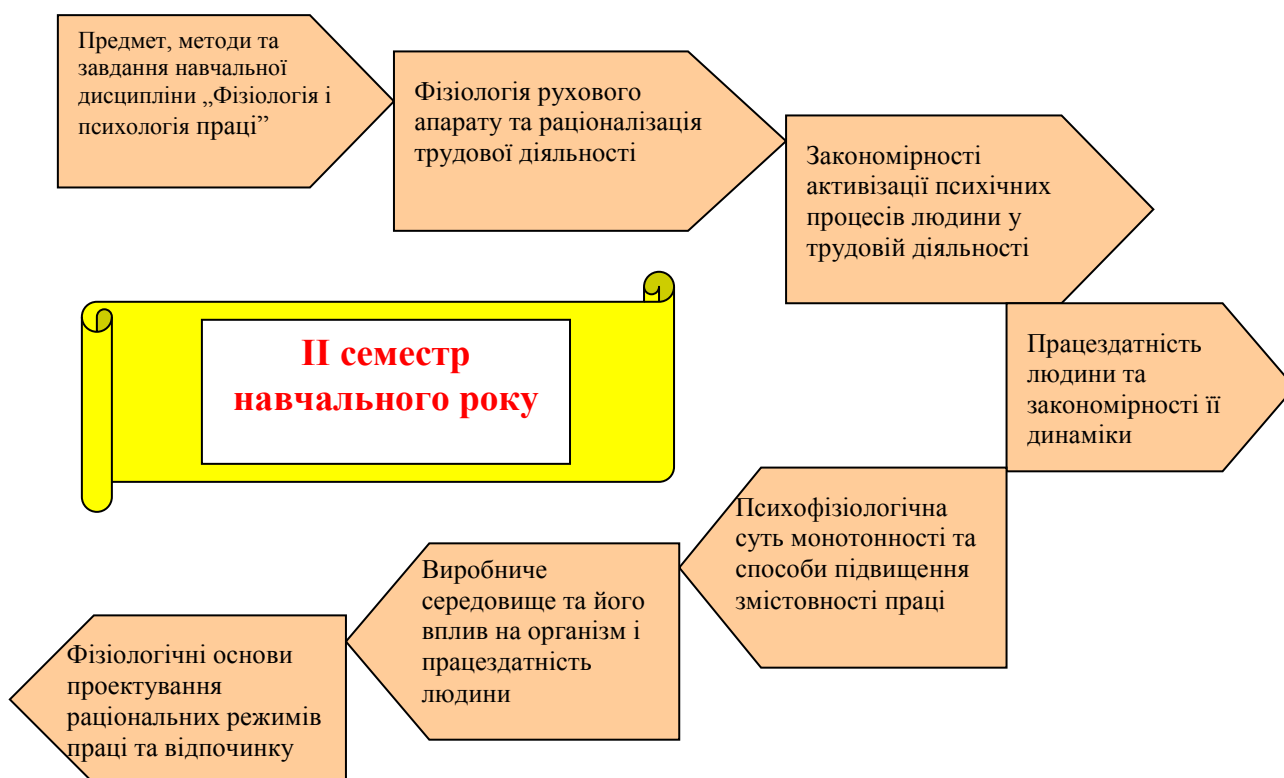 Предмет, методи та
завдання навчальної
дисципліни „Фізіологія і
психологія праці”
Фізіологія рухового
апарату та раціоналізація
трудової діяльності
Закономірності
активізації психічних
процесів людини у
трудовій діяльності
ІІ семестр
навчального року
Працездатність
людини та
закономірності її
динаміки
Психофізіологічна
суть монотонності та
способи підвищення
змістовності праці
Виробниче
середовище та його
вплив на організм і
працездатність
людини
Фізіологічні основи
проектування
раціональних режимів
праці та відпочинку